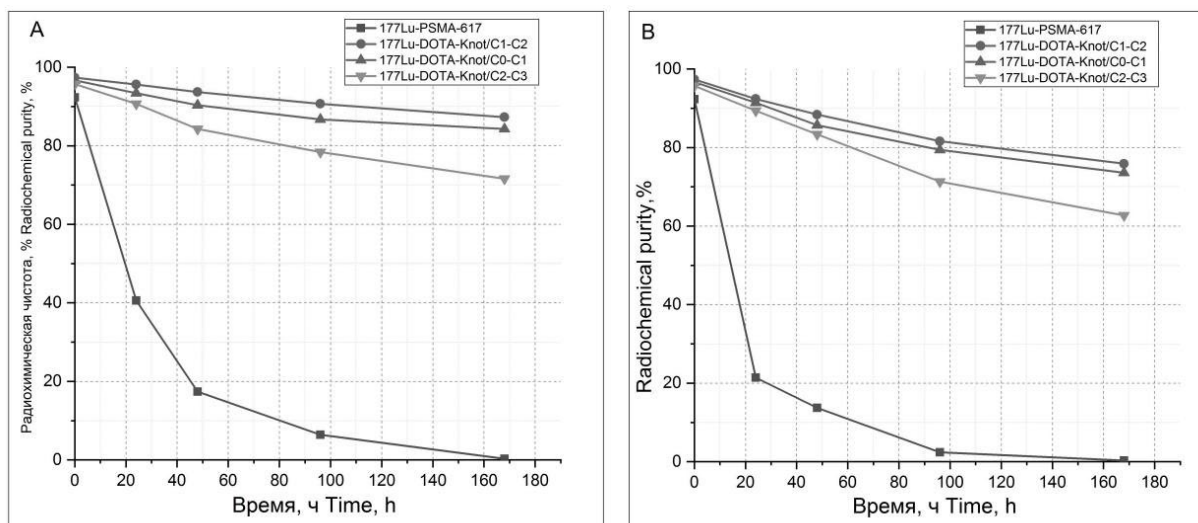 A
177Lu-PSMA-617
177Lu-DOTA-Knot/C1-C2
177Lu-DOTA-Knot/C0-C1
177Lu-DOTA-Knot/C2-C3
Радиохимическая чистота, % Radiochemical purity, %
100
80
60
40
20
0
0 20 40 60 80 100 120 140 160 180
Время, ч Time, h
B
177Lu-PSMA-617
177Lu-DOTA-Knot/C1-C2
177Lu-DOTA-Knot/C0-C1
177Lu-DOTA-Knot/C2-C3
Radiochemical purity,%
100
80
60
40
20
0
0 20 40 60 80 100 120 140 160 180
Время, ч Time, h